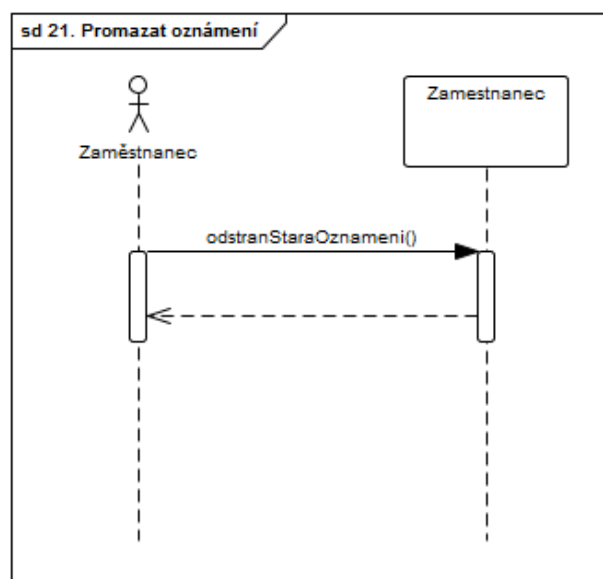 sd 21. Promazat oznámení
Zaměstnanec
Zamestnanec
odstranStaraOznameni()